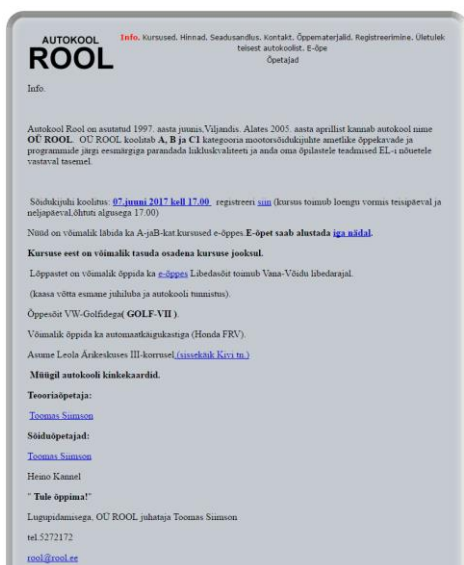 AUTOKOOL
ROOL
Info. Kursused. Hinnad. Seadusandlus. Kontakt. Õppematerjalid. Registreerimine. Ületulek
teisest autokoolist. E-õpe
Õpetajad
Info.
Autokool Rool on asutatud 1997. aasta juunis,Viljandis. Alates 2005. aasta aprillist kannab autokool nime
OÜ ROOL. OÜ ROOL koolitab A, B ja C1 kategooria mootorsõidukijuhte ametlike õppekavade ja
programmide järgi eesmärgiga parandada liikluskvaliteeti ja anda oma õpilastele teadmised EL-i nõuetele
vastaval tasemel.
Sõidukijuhi koolitus: 07.juuni 2017 kell 17.00 registreeri siin (kursus toimub loengu vormis teisipäeval ja
neljapäeval,õhtuti algusega 17.00)
Nüüd on võimalik läbida ka A-jaB-kat.kursused e-õppes.E-õpet saab alustada iga nädal.
Kursuse eest on võimalik tasuda osadena kursuse jooksul.
Lõppastet on võimalik õppida ka e-õppes Libedasõit toimub Vana-Võidu libedarajal.
(kaasa võtta esmane juhiluba ja autokooli tunnistus).
Õppesõit VW-Golfidega( GOLF-VII ).
Võimalik õppida ka automaatkäigukastiga (Honda FRV).
Asume Leola Ärikeskuses III-korrusel,(sissekäik Kivi tn.)
Müügil autokooli kinkekaardid.
Teooriaõpetaja:
Toomas Siimson
Sõiduõpetajad:
Toomas Siimson
Heino Kannel
" Tule õppima!"
Lugupidamisega, OÜ ROOL juhataja Toomas Siimson
tel.5272172
rool@rool.ee